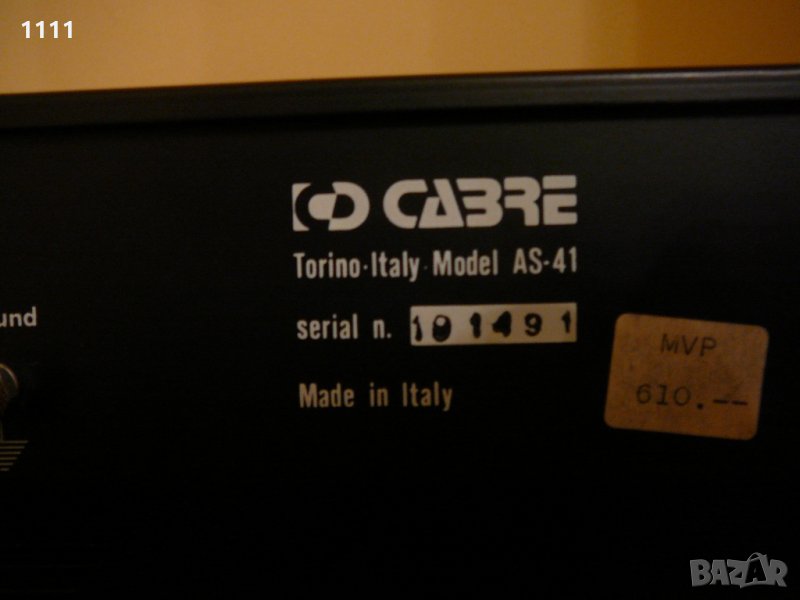 1111
CABRE
Torino·Italy·Model AS-41
serial n. 101491
Made in Italy
und
MVP
610.--
BAZAR